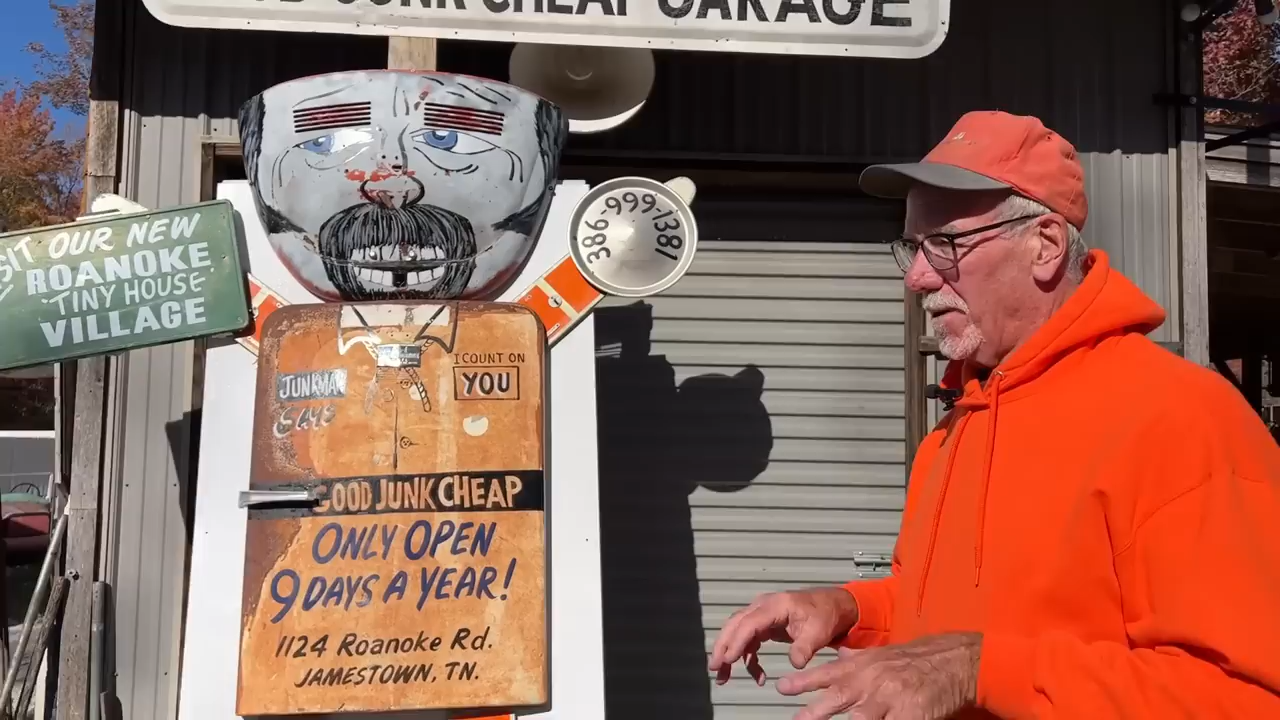 JUNK CHEAP GARAGE
OUR NEW
ROANOKE
TINY HOUSE
VILLAGE
386-999-1381
I COUNT ON
YOU
JUNKMAN
SAYS
GOOD JUNK CHEAP
ONLY OPEN
9 DAYS A YEAR!
1124 Roanoke Rd.
JAMESTOWN, TN.